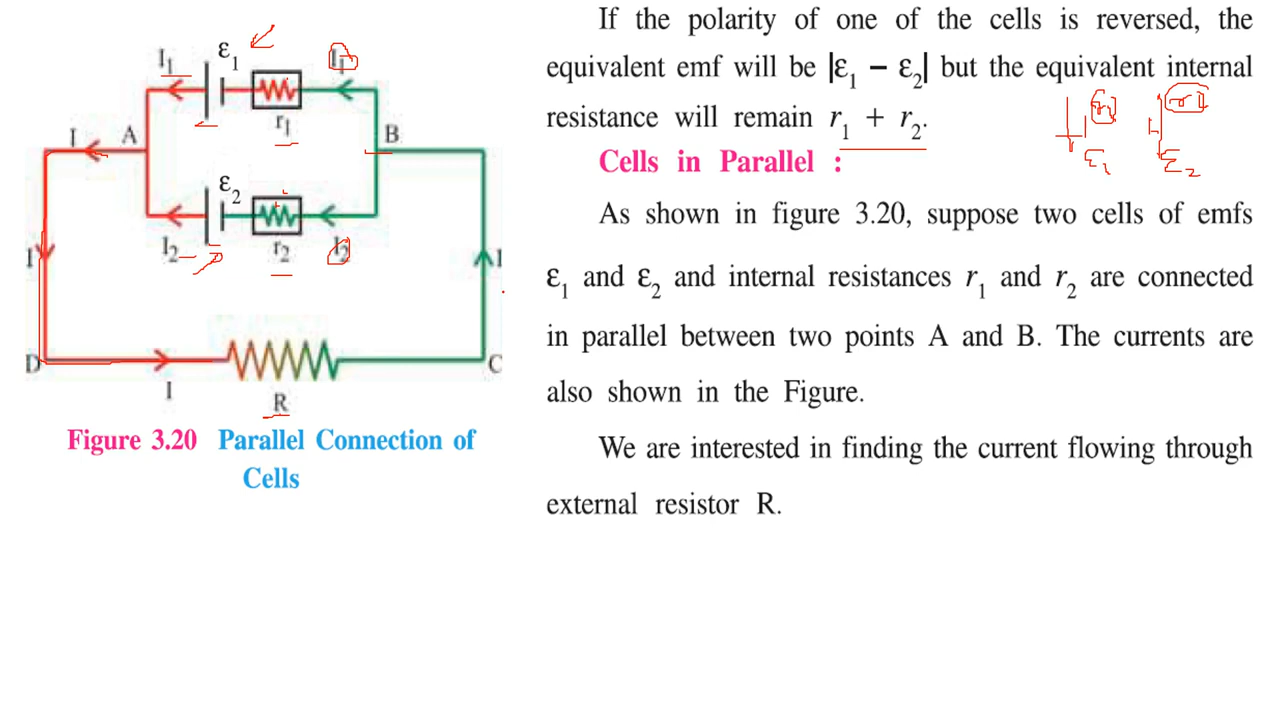 If the polarity of one of the cells is reversed, the
equivalent emf will be |ε₁ − ε₂| but the equivalent internal
resistance will remain r₁ + r₂.
Cells in Parallel :
As shown in figure 3.20, suppose two cells of emfs
ε₁ and ε₂ and internal resistances r₁ and r₂ are connected
in parallel between two points A and B. The currents are
also shown in the Figure.
We are interested in finding the current flowing through
external resistor R.
I₁ ε₁ I₁
r₁
I A B
ε₂
I₂ r₂ I₂
I I
D C
I
R
Figure 3.20 Parallel Connection of
Cells
ε₁ ε₂